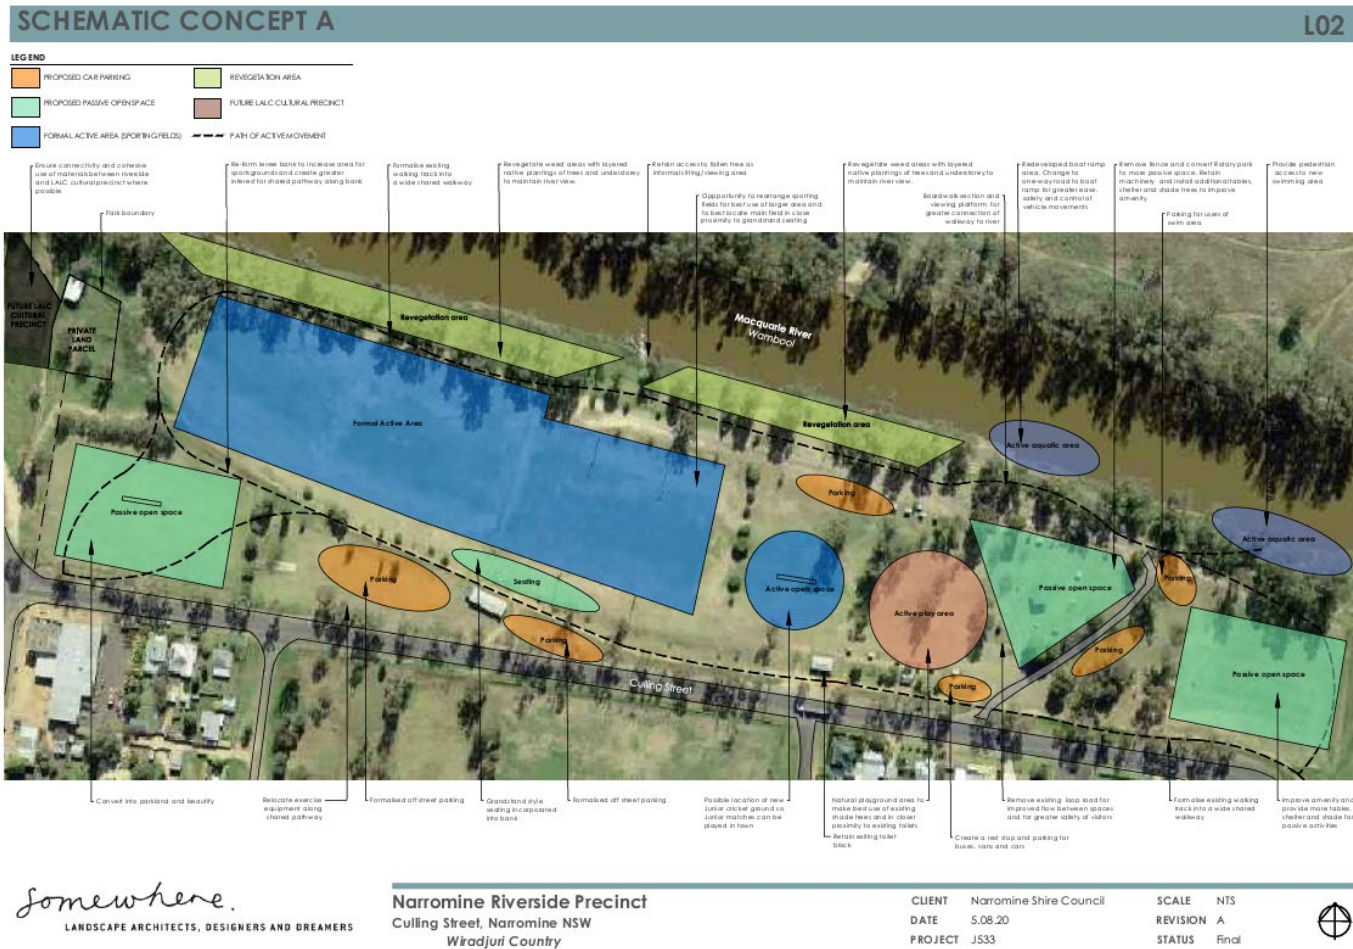 SCHEMATIC CONCEPT A
L02
LEGEND
PROPOSED CAR PARKING
REVEGETATION AREA
PROPOSED PASSIVE OPEN SPACE
FUTURE LALC CULTURAL PRECINCT
FORMAL ACTIVE AREA (SPORTING FIELDS)
PATH OF ACTIVE MOVEMENT
Ensure connectivity and cohesive
use of materials between riverside
and LALC cultural precinct where
possible
Park boundary
Re-form levee bank to increase area for
sportsgrounds and create greater
interest for shared pathway along bank
Formalise existing
walking track into
a wide shared walkway
Revegetate weed areas with layered
native plantings of trees and understorey
to maintain river view.
Retain access to fallen tree as
informal sitting/viewing area
Oppportunity to rearrange sporting
fields for best use of larger area and
to best locate main field in close
proximity to grandstand seating
Revegetate weed areas with layered
native plantings of trees and understorey to
maintain river view.
Boardwalk section and
viewing platform for
greater connection of
walkway to river
Redeveloped boat ramp
area. Change to
one way road to boat
ramp for greater ease,
safety and control of
vehicle movements
Remove fence and convert Rotary park
to more passive space. Retain
machinery and install additional tables,
shelter and shade trees to improve
amenity
Parking for users of
swim area
Provide pedestrian
access to new
swimming area
FUTURE LALC
CULTURAL
PRECINCT
PRIVATE
LAND
PARCEL
Revegetation area
Macquarie River
Wambool
Formal Active Area
Revegetation area
Active aquatic area
Passive open space
Parking
Active aquatic area
Parking
Seating
Active open space
Active play area
Passive open space
Parking
Parking
Parking
Parking
Passive open space
Culling Street
Convert into parkland and beautify
Relocate exercise
equipment along
shared pathway
Formalised off street parking
Grandstand style
seating incorporated
into bank
Formalised off street parking
Possible location of new
Junior cricket ground so
Junior matches can be
played in town
Natural playground area to
make best use of existing
shade trees and in closer
proximity to existing toilets
Retain exiting toilet
block
Remove existing loop road for
improved flow between spaces
and for greater safety of visitors
Create a rest stop and parking for
buses, vans and cars
Formalise existing walking
track into a wide shared
walkway
Improve amenity and
provide more tables,
shelter and shade for
passive activities
somewhere.
LANDSCAPE ARCHITECTS, DESIGNERS AND DREAMERS
Narromine Riverside Precinct
Culling Street, Narromine NSW
Wiradjuri Country
CLIENT Narromine Shire Council
DATE 5.08.20
PROJECT J533
SCALE NTS
REVISION A
STATUS Final